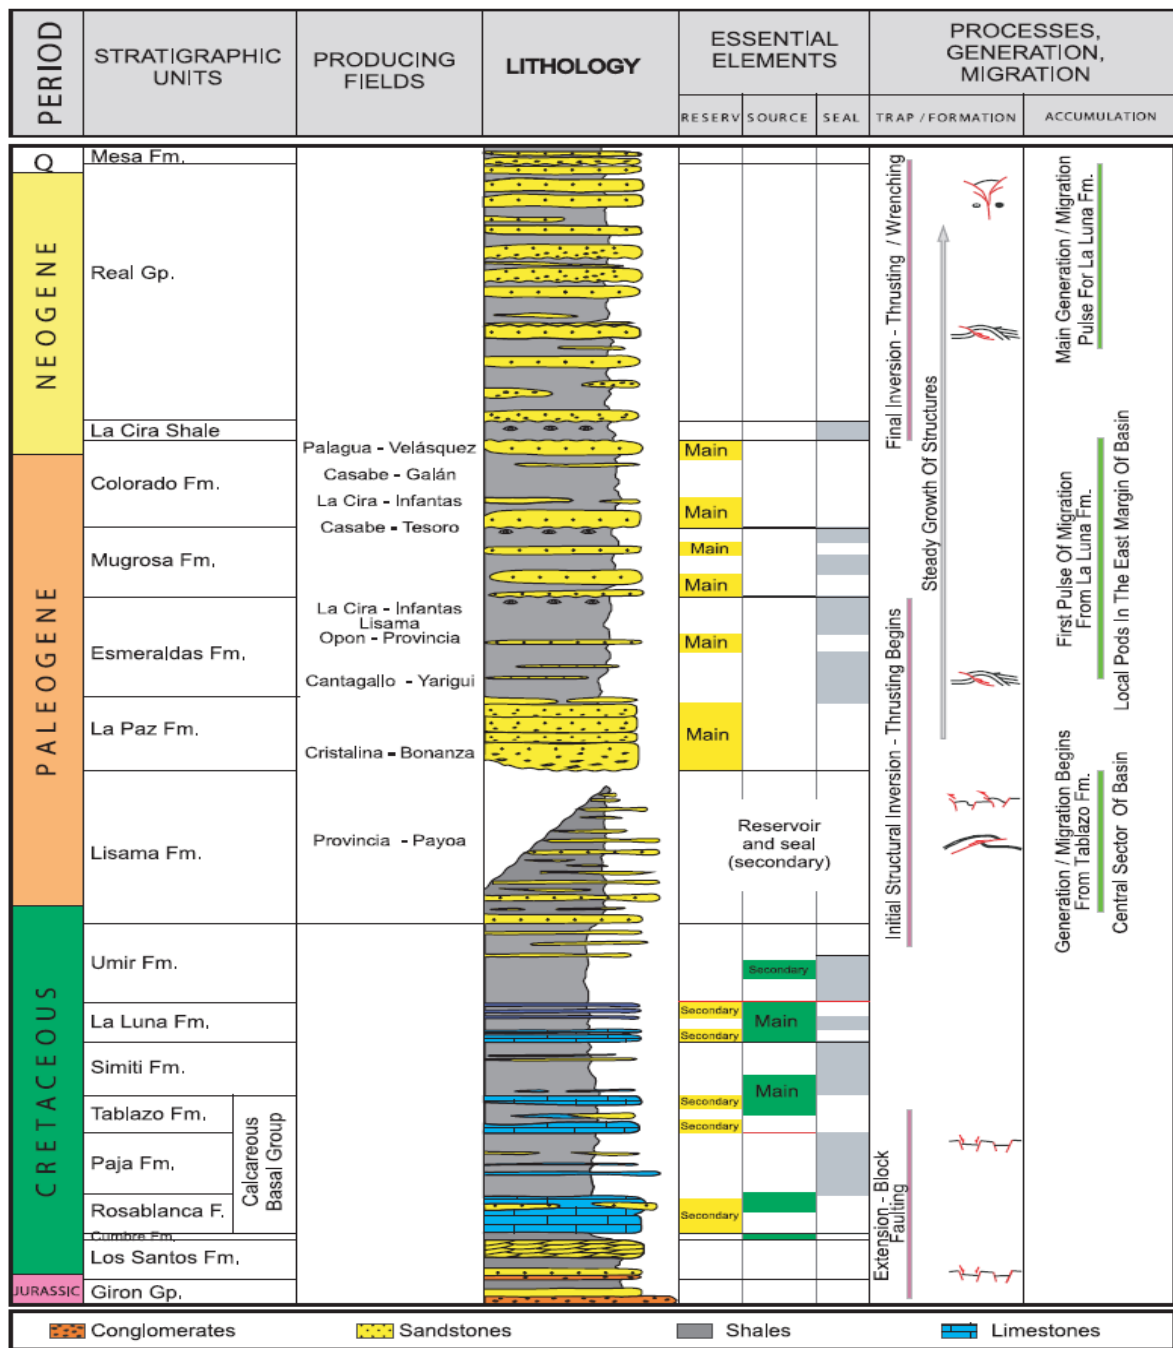 PERIOD
STRATIGRAPHIC
UNITS
PRODUCING
FIELDS
LITHOLOGY
ESSENTIAL
ELEMENTS
RESERV SOURCE SEAL
PROCESSES,
GENERATION,
MIGRATION
TRAP / FORMATION
ACCUMULATION
Q
NEOGENE
PALEOGENE
CRETACEOUS
JURASSIC
Mesa Fm.
Real Gp.
La Cira Shale
Colorado Fm.
Mugrosa Fm.
Esmeraldas Fm.
La Paz Fm.
Lisama Fm.
Umir Fm.
La Luna Fm.
Simiti Fm.
Tablazo Fm.
Paja Fm.
Rosablanca F.
Cumbre Fm.
Los Santos Fm.
Giron Gp.
Calcareous
Basal Group
Palagua - Velásquez
Casabe - Galán
La Cira - Infantas
Casabe - Tesoro
La Cira - Infantas
Lisama
Opon - Provincia
Cantagallo - Yarigui
Cristalina - Bonanza
Provincia - Payoa
Main
Main
Main
Main
Main
Main
Reservoir
and seal
(secondary)
Secondary
Secondary
Main
Secondary
Main
Secondary
Secondary
Secondary
Final Inversion - Thrusting / Wrenching
Steady Growth Of Structures
Initial Structural Inversion - Thrusting Begins
Extension - Block
Faulting
Main Generation / Migration
Pulse For La Luna Fm.
First Pulse Of Migration
From La Luna Fm.
Local Pods In The East Margin Of Basin
Generation / Migration Begins
From Tablazo Fm.
Central Sector Of Basin
Conglomerates
Sandstones
Shales
Limestones